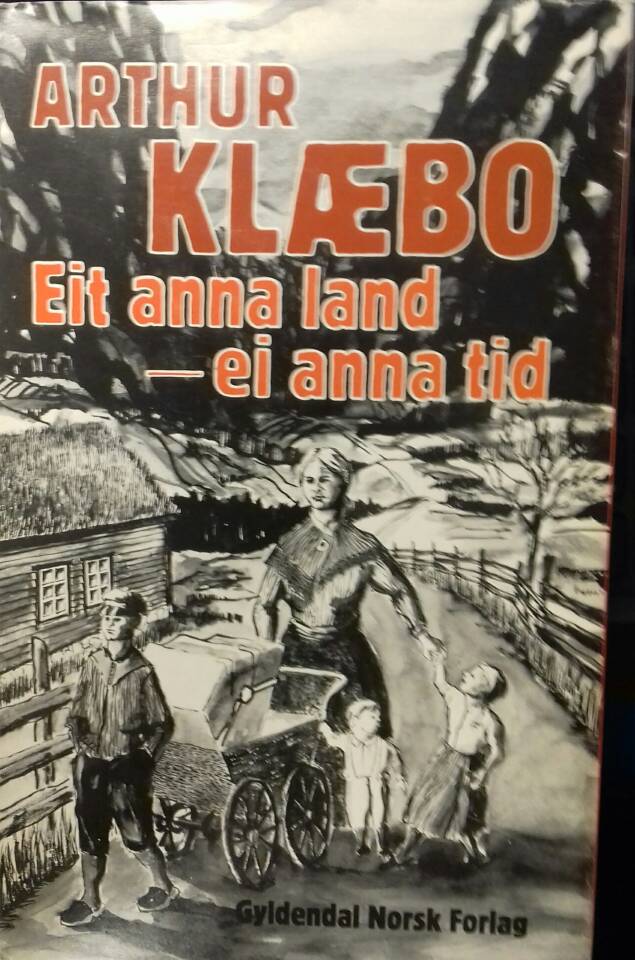 ARTHUR
KLÆBO
Eit anna land
– ei anna tid
Gyldendal Norsk Forlag